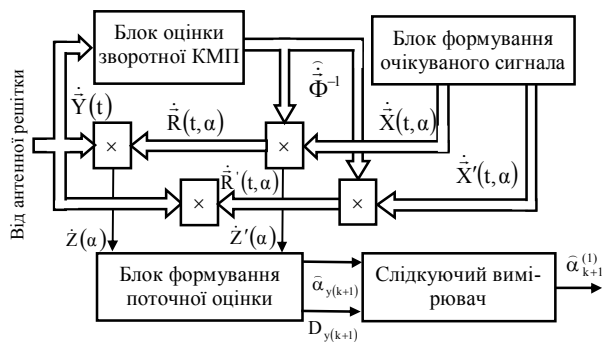 Блок оцінки
зворотної КМП
Блок формування
очікуваного сигнала
Від антенної решітки
Ẏ⃗(t)
Ṙ⃗(t,α)
Φ̂̇⃗⁻¹
Ẋ⃗(t,α)
×
×
Ṙ⃗'(t,α)
Ẋ⃗′(t,α)
×
×
Ż(α)
Ż′(α)
Блок формування
поточної оцінки
α̂ y(k+1)
D y(k+1)
Слідкуючий вимі-
рювач
α̂ k+1 (1)